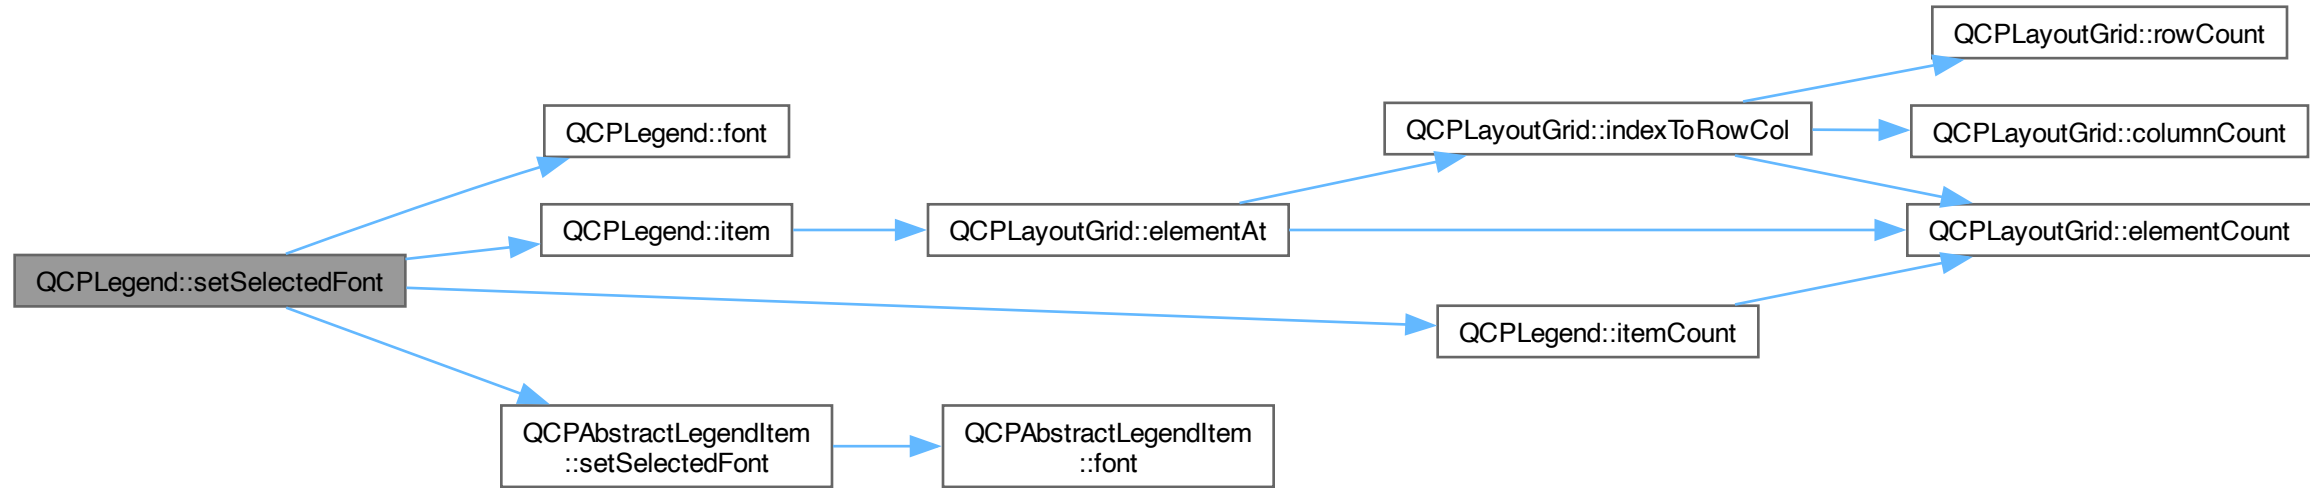 QCPLegend::setSelectedFont
QCPLegend::font
QCPLegend::item
QCPLayoutGrid::elementAt
QCPLayoutGrid::indexToRowCol
QCPLayoutGrid::rowCount
QCPLayoutGrid::columnCount
QCPLayoutGrid::elementCount
QCPLegend::itemCount
QCPAbstractLegendItem
::setSelectedFont
QCPAbstractLegendItem
::font